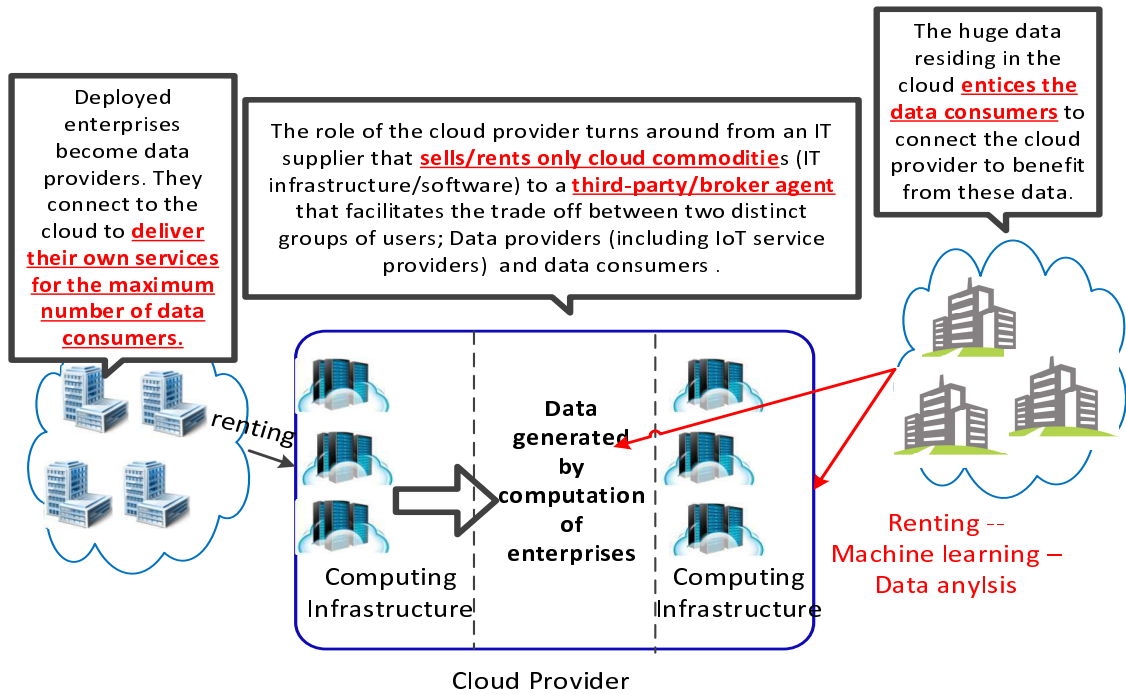 Deployed
enterprises
become data
providers. They
connect to the
cloud to deliver
their own services
for the maximum
number of data
consumers.
The role of the cloud provider turns around from an IT
supplier that sells/rents only cloud commodities (IT
infrastructure/software) to a third-party/broker agent
that facilitates the trade off between two distinct
groups of users; Data providers (including IoT service
providers) and data consumers .
The huge data
residing in the
cloud entices the
data consumers to
connect the cloud
provider to benefit
from these data.
renting
Data
generated
by
computation
of
enterprises
Computing
Infrastructure
Computing
Infrastructure
Renting --
Machine learning –
Data anylsis
Cloud Provider